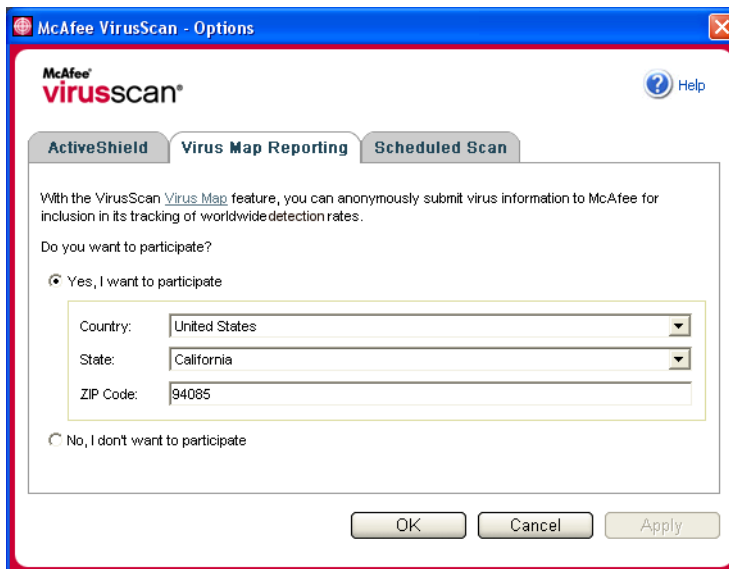 McAfee VirusScan - Options
McAfee®
virusscan®
Help
ActiveShield
Virus Map Reporting
Scheduled Scan
With the VirusScan Virus Map feature, you can anonymously submit virus information to McAfee for
inclusion in its tracking of worldwide detection rates.
Do you want to participate?
Yes, I want to participate
Country: United States
State: California
ZIP Code: 94085
No, I don't want to participate
OK Cancel Apply